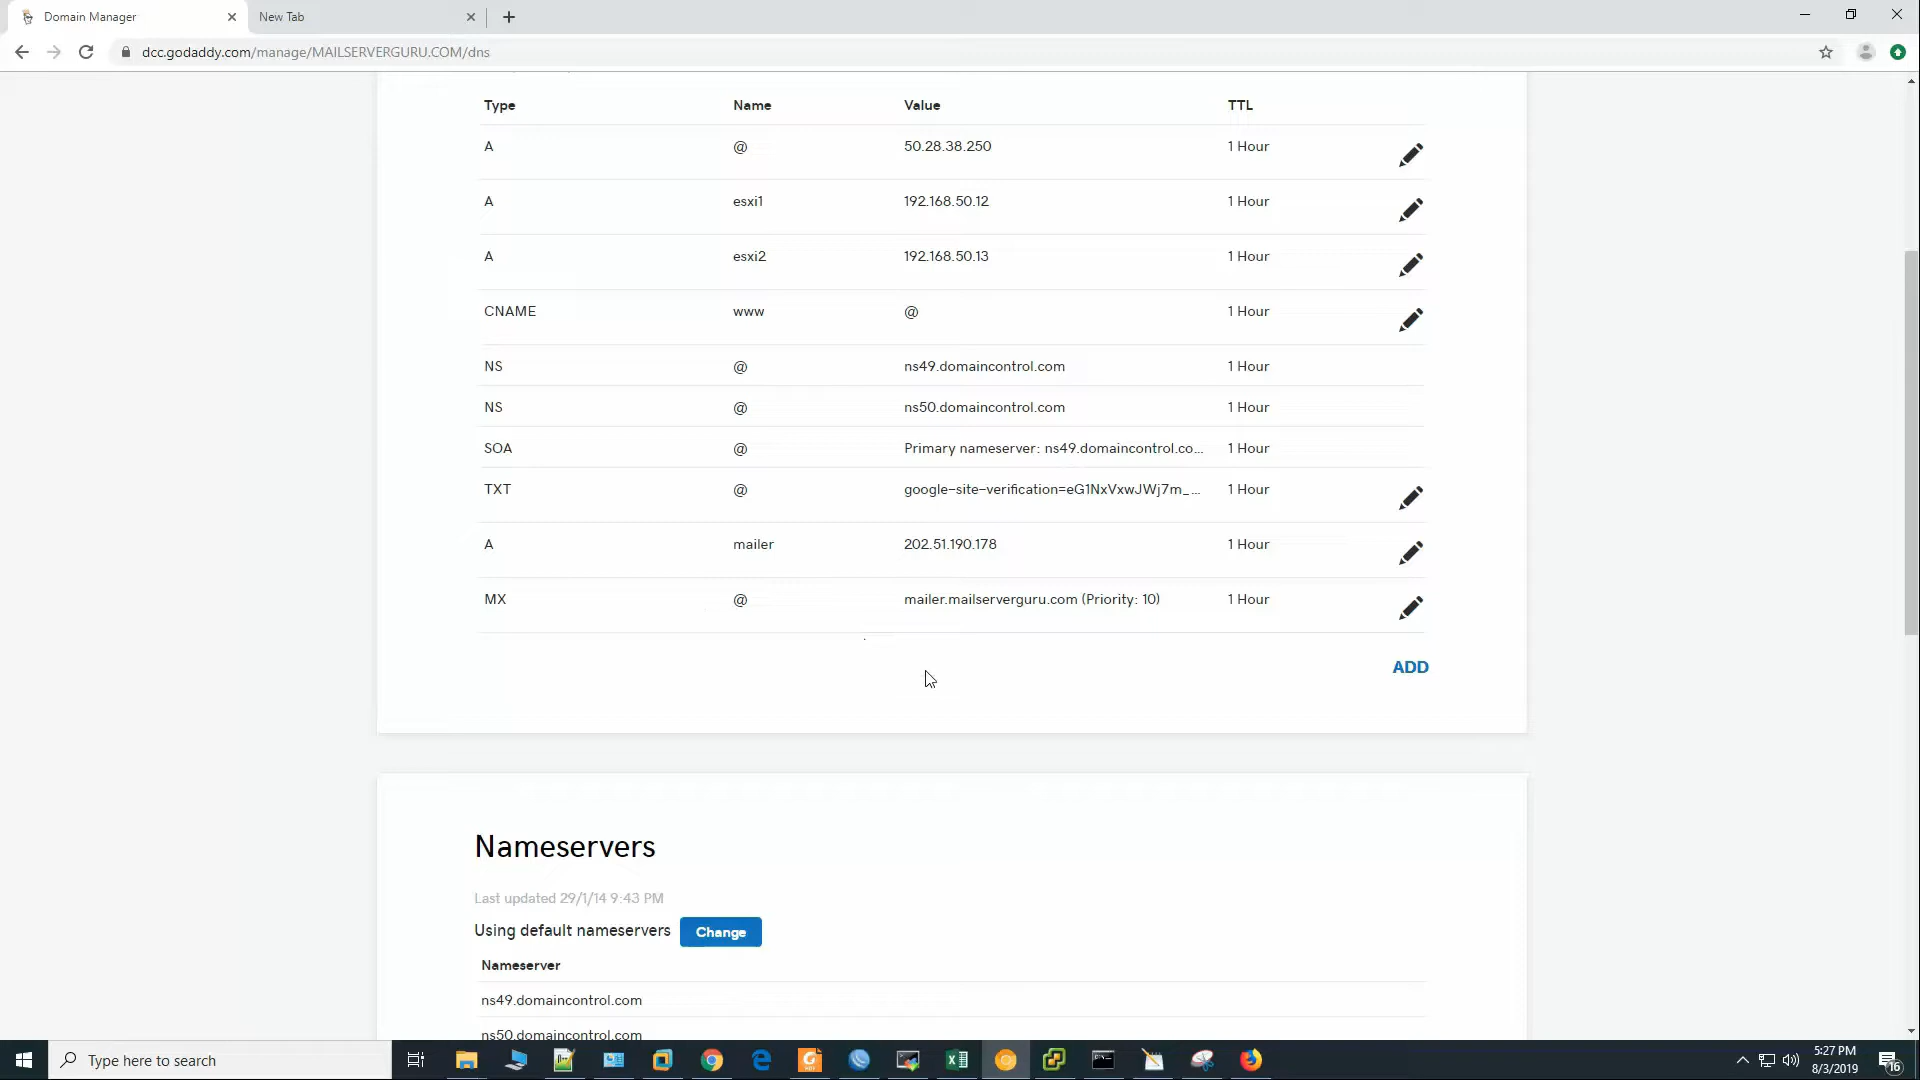 Domain Manager
New Tab
dcc.godaddy.com/manage/MAILSERVERGURU.COM/dns
Type Name Value TTL
A @ 50.28.38.250 1 Hour
A esxi1 192.168.50.12 1 Hour
A esxi2 192.168.50.13 1 Hour
CNAME www @ 1 Hour
NS @ ns49.domaincontrol.com 1 Hour
NS @ ns50.domaincontrol.com 1 Hour
SOA @ Primary nameserver: ns49.domaincontrol.co... 1 Hour
TXT @ google-site-verification=eG1NxVxwJWj7m_... 1 Hour
A mailer 202.51.190.178 1 Hour
MX @ mailer.mailserverguru.com (Priority: 10) 1 Hour
ADD
Nameservers
Last updated 29/1/14 9:43 PM
Using default nameservers Change
Nameserver
ns49.domaincontrol.com
ns50.domaincontrol.com
Type here to search
5:27 PM
8/3/2019
16